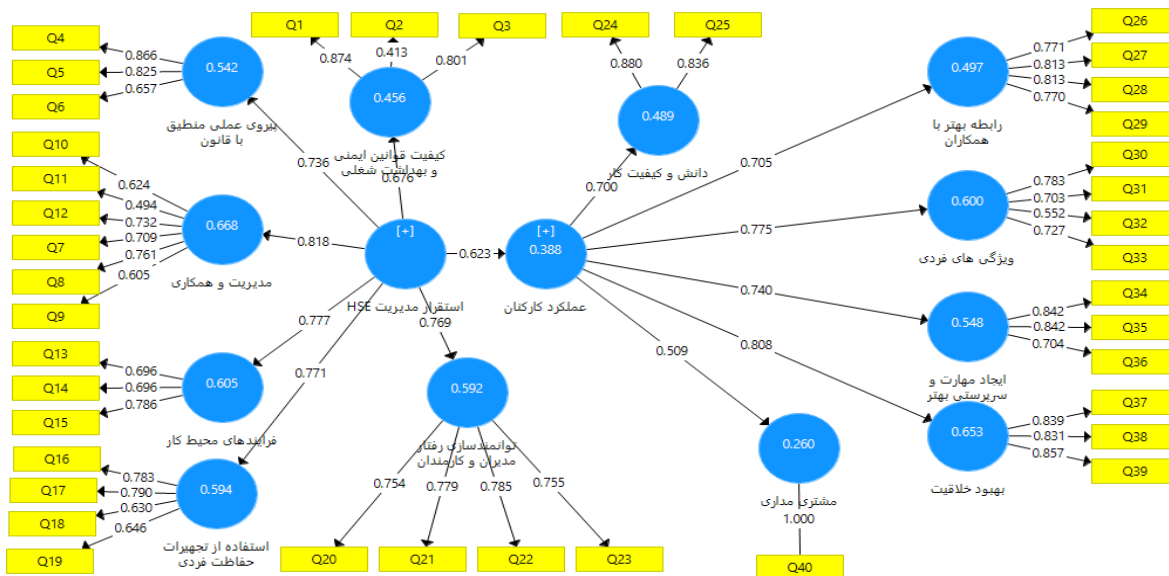 Q1
Q2
Q3
Q24
Q25
Q26
Q27
Q28
Q29
Q4
Q5
Q6
0.866
0.825
0.657
0.542
پیروی عملی منطبق
با قانون
0.874
0.413
0.801
0.456
کیفیت قوانین ایمنی
و بهداشت شغلی
0.676
0.736
0.880
0.836
0.489
دانش و کیفیت کار
0.700
0.771
0.813
0.813
0.770
0.497
رابطه بهتر با
همکاران
0.705
Q10
Q11
Q12
Q7
Q8
Q9
0.624
0.494
0.732
0.709
0.761
0.605
0.668
مدیریت و همکاری
0.818
[+]
استقرار مدیریت HSE
0.623
[+]
0.388
عملکرد کارکنان
0.775
Q30
Q31
Q32
Q33
0.783
0.703
0.552
0.727
0.600
ویژگی های فردی
0.740
Q34
Q35
Q36
0.842
0.842
0.704
0.548
ایجاد مهارت و
سرپرستی بهتر
Q13
Q14
Q15
0.696
0.696
0.786
0.605
فرایندهای محیط کار
0.777
0.771
0.769
0.592
توانمندسازی رفتار
مدیران و کارمندان
0.754
0.779
0.785
0.755
Q20
Q21
Q22
Q23
0.509
0.808
0.260
مشتری مداری
1.000
Q40
Q37
Q38
Q39
0.839
0.831
0.857
0.653
بهبود خلاقیت
Q16
Q17
Q18
Q19
0.783
0.790
0.630
0.646
0.594
استفاده از تجهیزات
حفاظت فردی